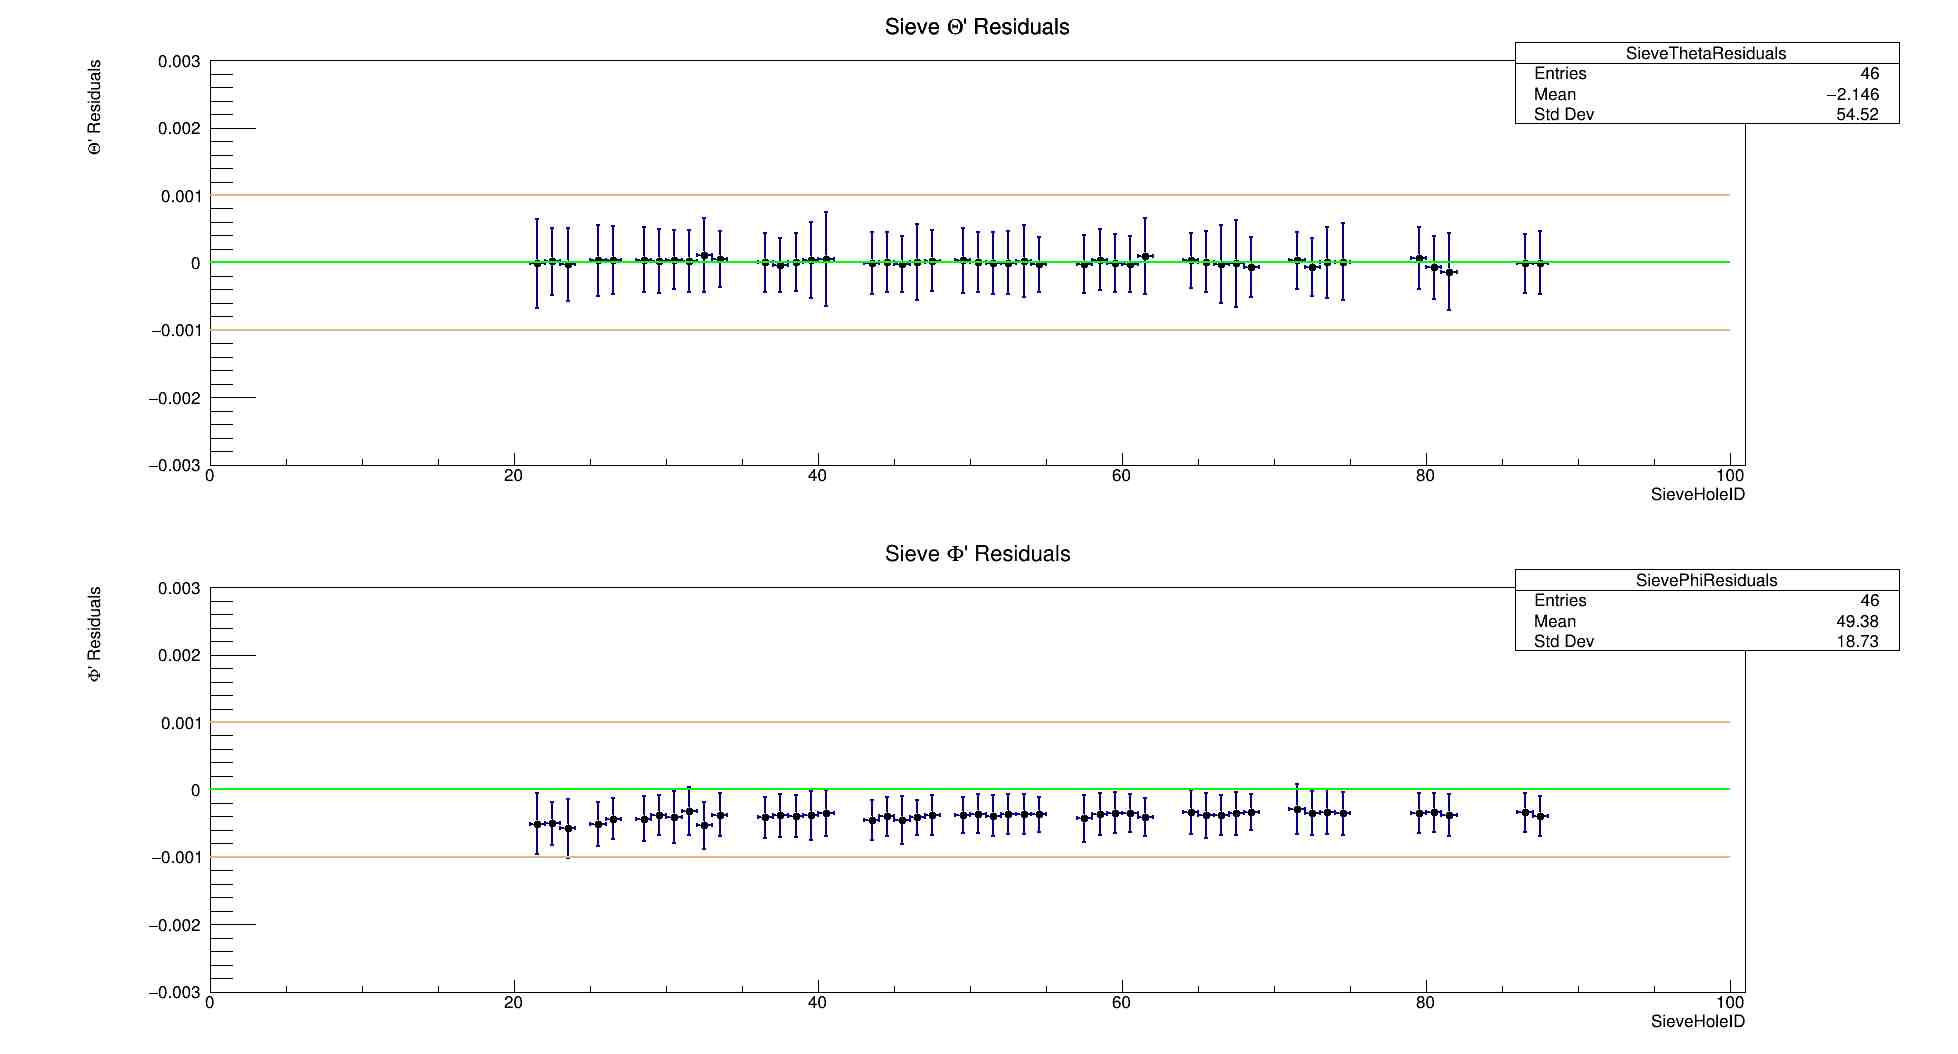 Sieve Θ' Residuals
Θ' Residuals
SieveThetaResiduals
Entries 46
Mean −2.146
Std Dev 54.52
0.003
0.002
0.001
0
−0.001
−0.002
−0.003
0 20 40 60 80 100
SieveHoleID
Sieve Φ' Residuals
Φ' Residuals
SievePhiResiduals
Entries 46
Mean 49.38
Std Dev 18.73
0.003
0.002
0.001
0
−0.001
−0.002
−0.003
0 20 40 60 80 100
SieveHoleID